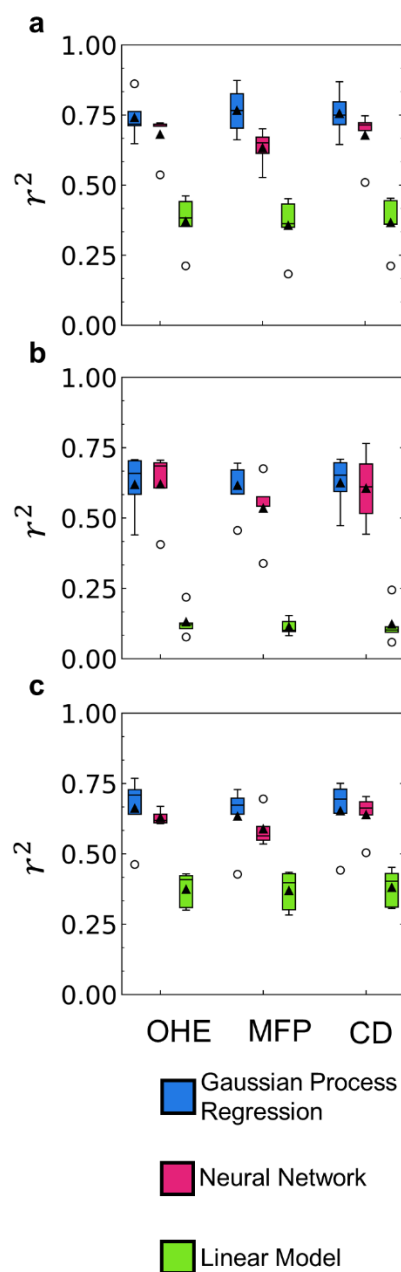 a
1.00
0.75
0.50
0.25
0.00
r²
b
1.00
0.75
0.50
0.25
0.00
r²
c
1.00
0.75
0.50
0.25
0.00
r²
OHE MFP CD
Gaussian Process
Regression
Neural Network
Linear Model